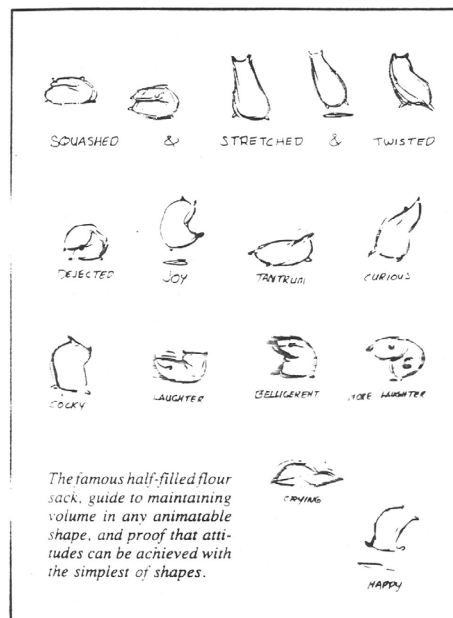 SQUASHED & STRETCHED & TWISTED
DEJECTED JOY TANTRUM CURIOUS
COCKY LAUGHTER BELLIGERENT MORE LAUGHTER
The famous half-filled flour
sack, guide to maintaining
volume in any animatable
shape, and proof that atti-
tudes can be achieved with
the simplest of shapes.
CRYING
HAPPY